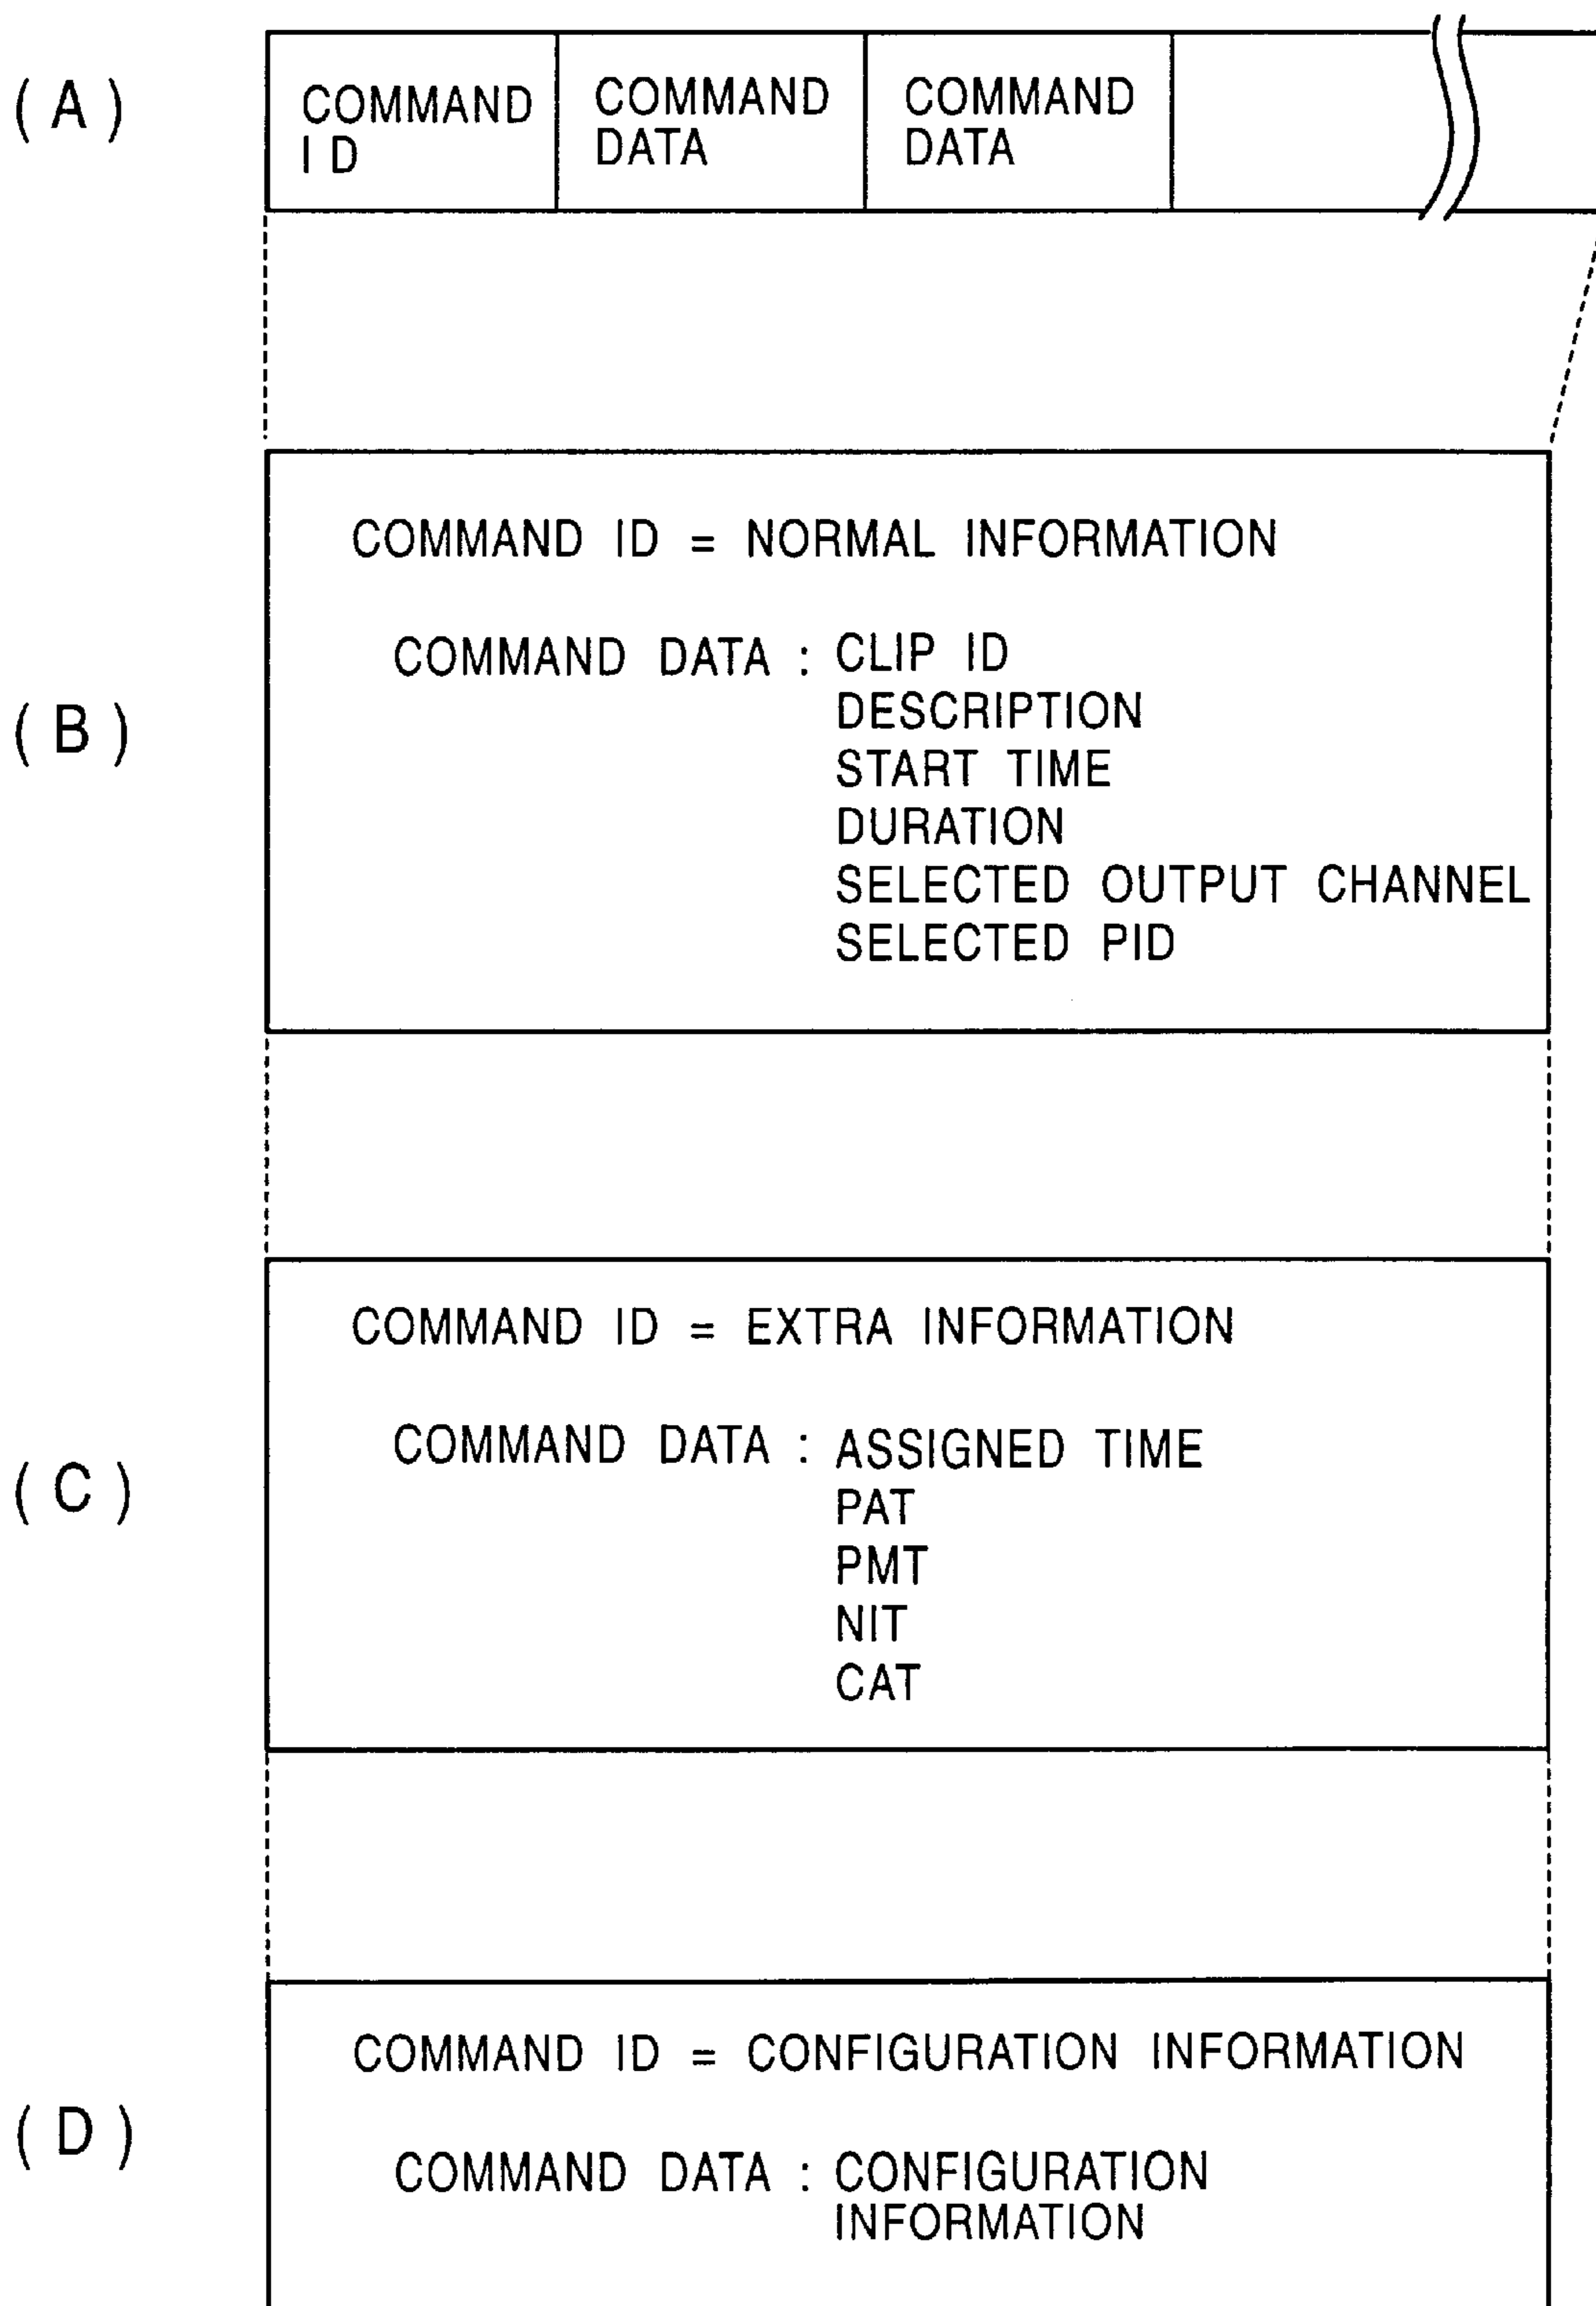 (A)
COMMAND ID
COMMAND DATA
COMMAND DATA
(B)
COMMAND ID = NORMAL INFORMATION
COMMAND DATA : CLIP ID
DESCRIPTION
START TIME
DURATION
SELECTED OUTPUT CHANNEL
SELECTED PID
(C)
COMMAND ID = EXTRA INFORMATION
COMMAND DATA : ASSIGNED TIME
PAT
PMT
NIT
CAT
(D)
COMMAND ID = CONFIGURATION INFORMATION
COMMAND DATA : CONFIGURATION
INFORMATION